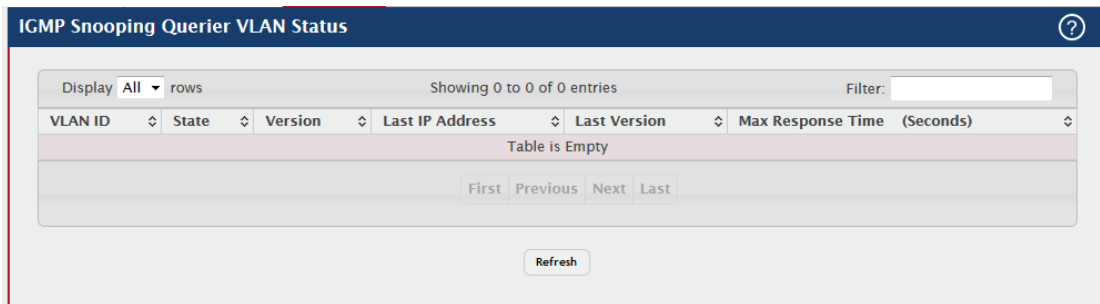 IGMP Snooping Querier VLAN Status ?
Display All rows Showing 0 to 0 of 0 entries Filter:
VLAN ID State Version Last IP Address Last Version Max Response Time (Seconds)
Table is Empty
First Previous Next Last
Refresh